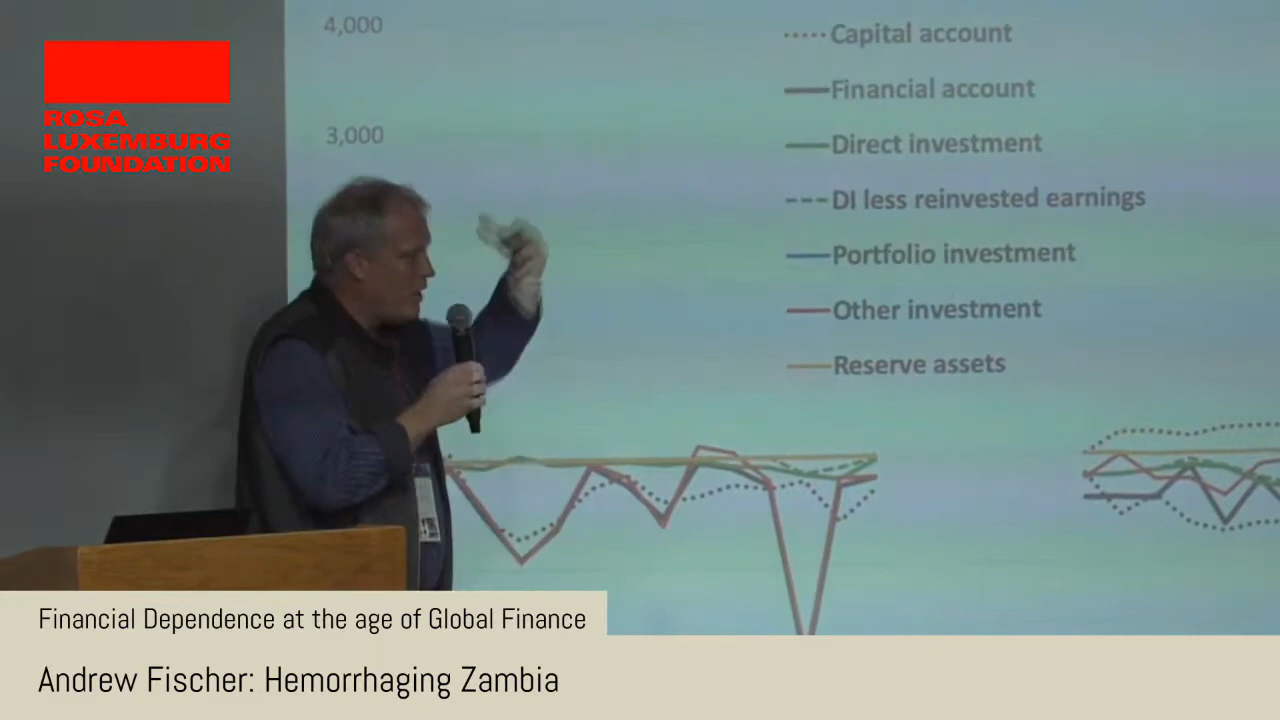 ROSA
LUXEMBURG
FOUNDATION
4,000
3,000
Capital account
Financial account
Direct investment
DI less reinvested earnings
Portfolio investment
Other investment
Reserve assets
Financial Dependence at the age of Global Finance
Andrew Fischer: Hemorrhaging Zambia